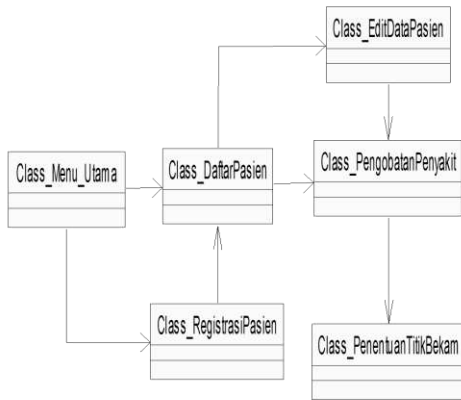 Class_EditDataPasien
Class_Menu_Utama
Class_DaftarPasien
Class_PengobatanPenyakit
Class_RegistrasiPasien
Class_PenentuanTitikBekam